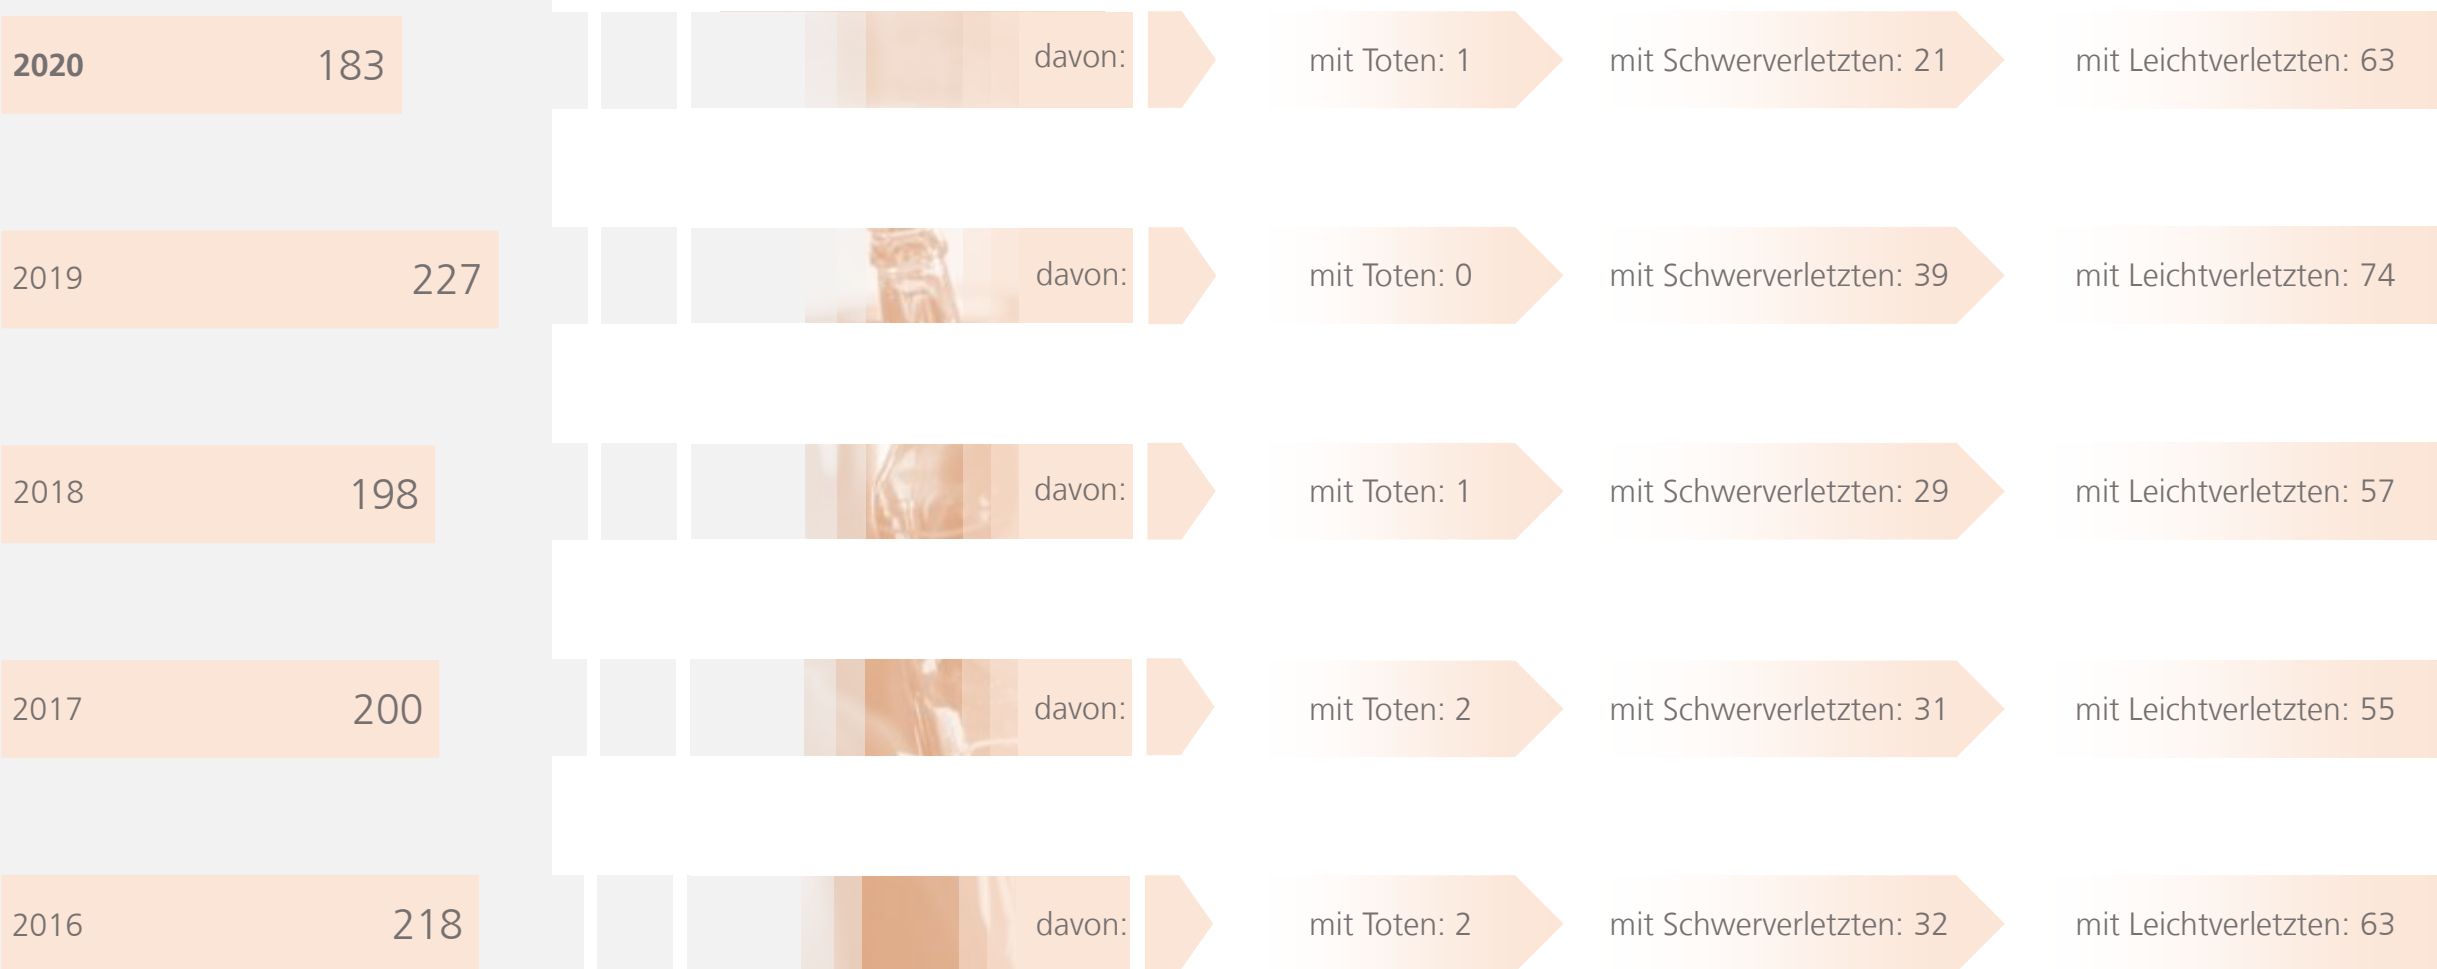 2020 183 davon: mit Toten: 1 mit Schwerverletzten: 21 mit Leichtverletzten: 63
2019 227 davon: mit Toten: 0 mit Schwerverletzten: 39 mit Leichtverletzten: 74
2018 198 davon: mit Toten: 1 mit Schwerverletzten: 29 mit Leichtverletzten: 57
2017 200 davon: mit Toten: 2 mit Schwerverletzten: 31 mit Leichtverletzten: 55
2016 218 davon: mit Toten: 2 mit Schwerverletzten: 32 mit Leichtverletzten: 63